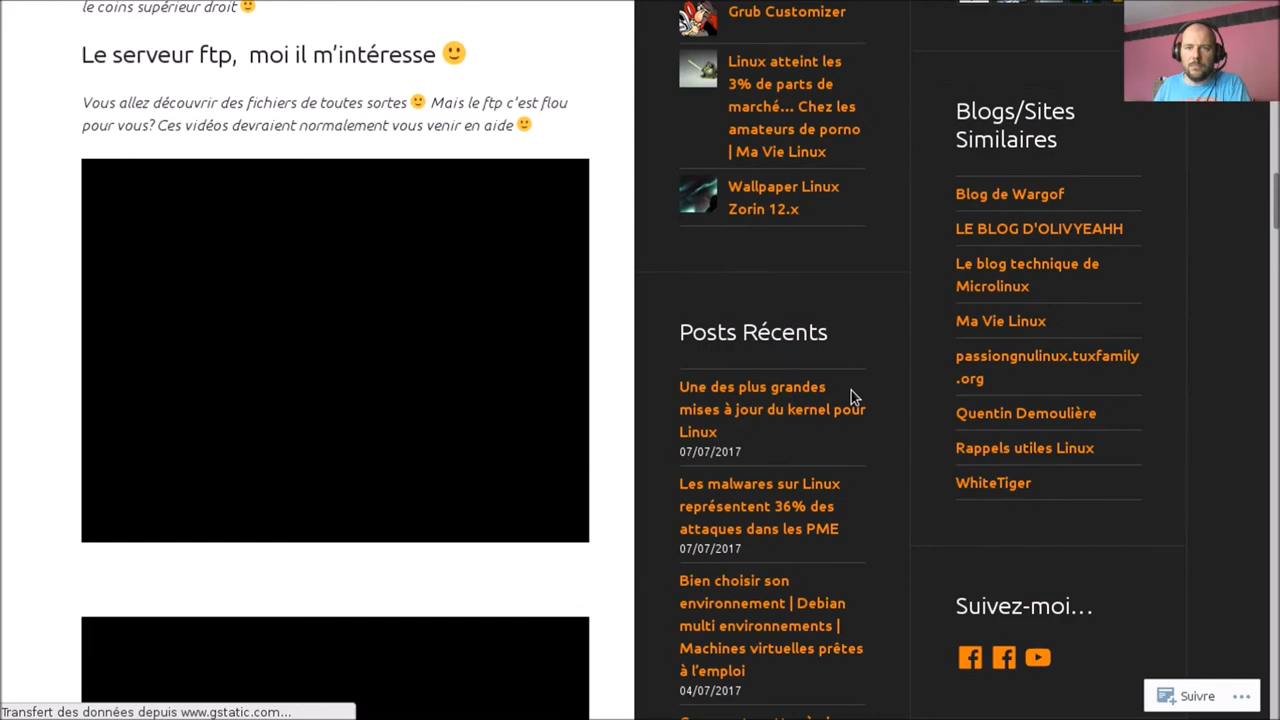 le coins supérieur droit
Le serveur ftp, moi il m'intéresse
Vous allez découvrir des fichiers de toutes sortes Mais le ftp c'est flou
pour vous? Ces vidéos devraient normalement vous venir en aide
Grub Customizer
Linux atteint les
3% de parts de
marché... Chez les
amateurs de porno
| Ma Vie Linux
Wallpaper Linux
Zorin 12.x
Posts Récents
Une des plus grandes
mises à jour du kernel pour
Linux
07/07/2017
Les malwares sur Linux
représentent 36% des
attaques dans les PME
07/07/2017
Bien choisir son
environnement | Debian
multi environnements |
Machines virtuelles prêtes
à l'emploi
04/07/2017
Blogs/Sites
Similaires
Blog de Wargof
LE BLOG D'OLIVYEAHH
Le blog technique de
Microlinux
Ma Vie Linux
passiongnulinux.tuxfamily
.org
Quentin Demoulière
Rappels utiles Linux
WhiteTiger
Suivez-moi...
Suivre
Transfert des données depuis www.gstatic.com...